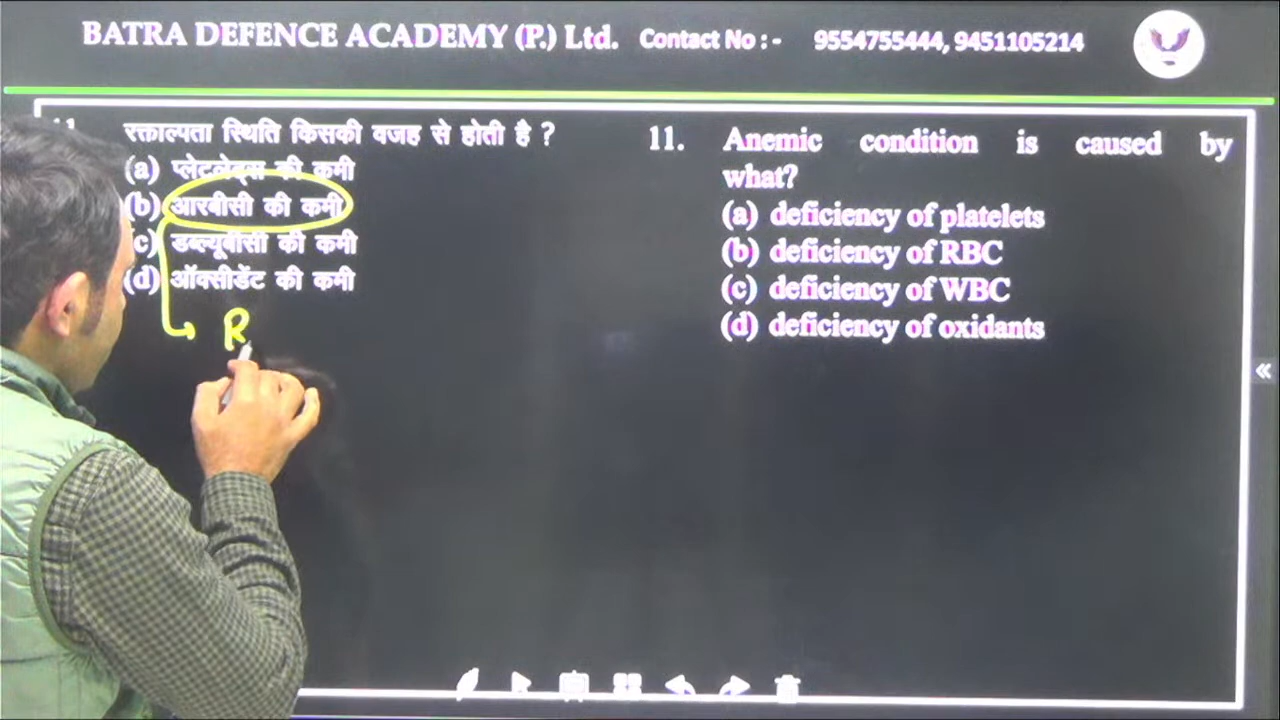 BATRA DEFENCE ACADEMY (P.) Ltd. Contact No : - 9554755444, 9451105214
रक्ताल्पता स्थिति किसकी वजह से होती है ?
(a) प्लेटलेट्स की कमी
(b) आरबीसी की कमी
(c) डब्ल्यूबीसी की कमी
(d) ऑक्सीडेंट की कमी
R
11. Anemic condition is caused by
what?
(a) deficiency of platelets
(b) deficiency of RBC
(c) deficiency of WBC
(d) deficiency of oxidants